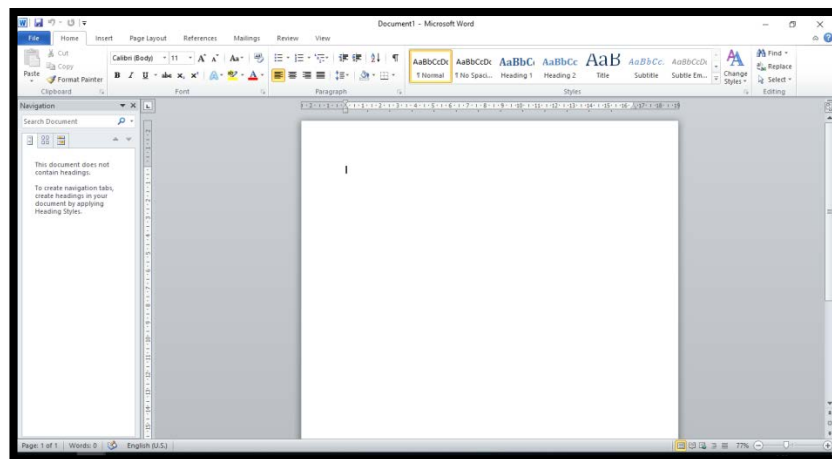 Document1 - Microsoft Word
File Home Insert Page Layout References Mailings Review View
Paste
Cut
Copy
Format Painter
Clipboard
Calibri (Body) 11
B I U abc
Font
Paragraph
AaBbCcDc AaBbCcDc AaBbC AaBbCc AaB AaBbCc. AaBbCcDc
¶ Normal ¶ No Spaci... Heading 1 Heading 2 Title Subtitle Subtle Em...
Change Styles
Styles
Find
Replace
Select
Editing
Navigation
Search Document
This document does not
contain headings.
To create navigation tabs,
create headings in your
document by applying
Heading Styles.
Page: 1 of 1 Words: 0 English (U.S.) 77%